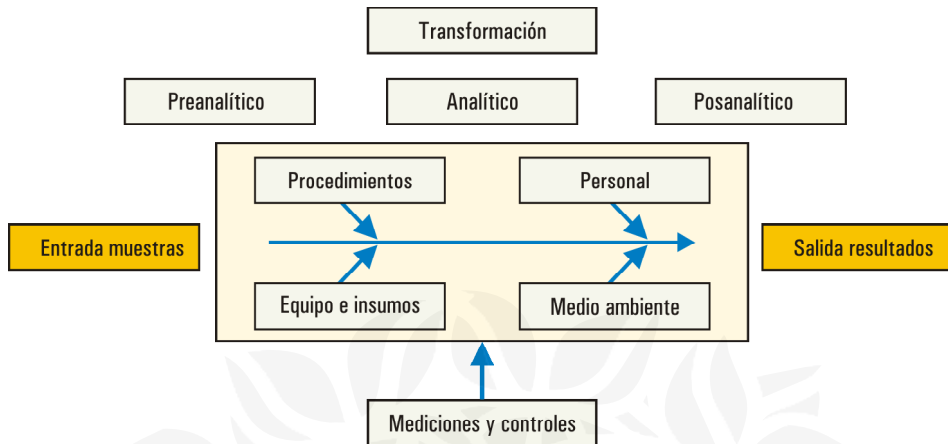 Transformación
Preanalítico
Analítico
Posanalítico
Procedimientos
Personal
Entrada muestras
Salida resultados
Equipo e insumos
Medio ambiente
Mediciones y controles